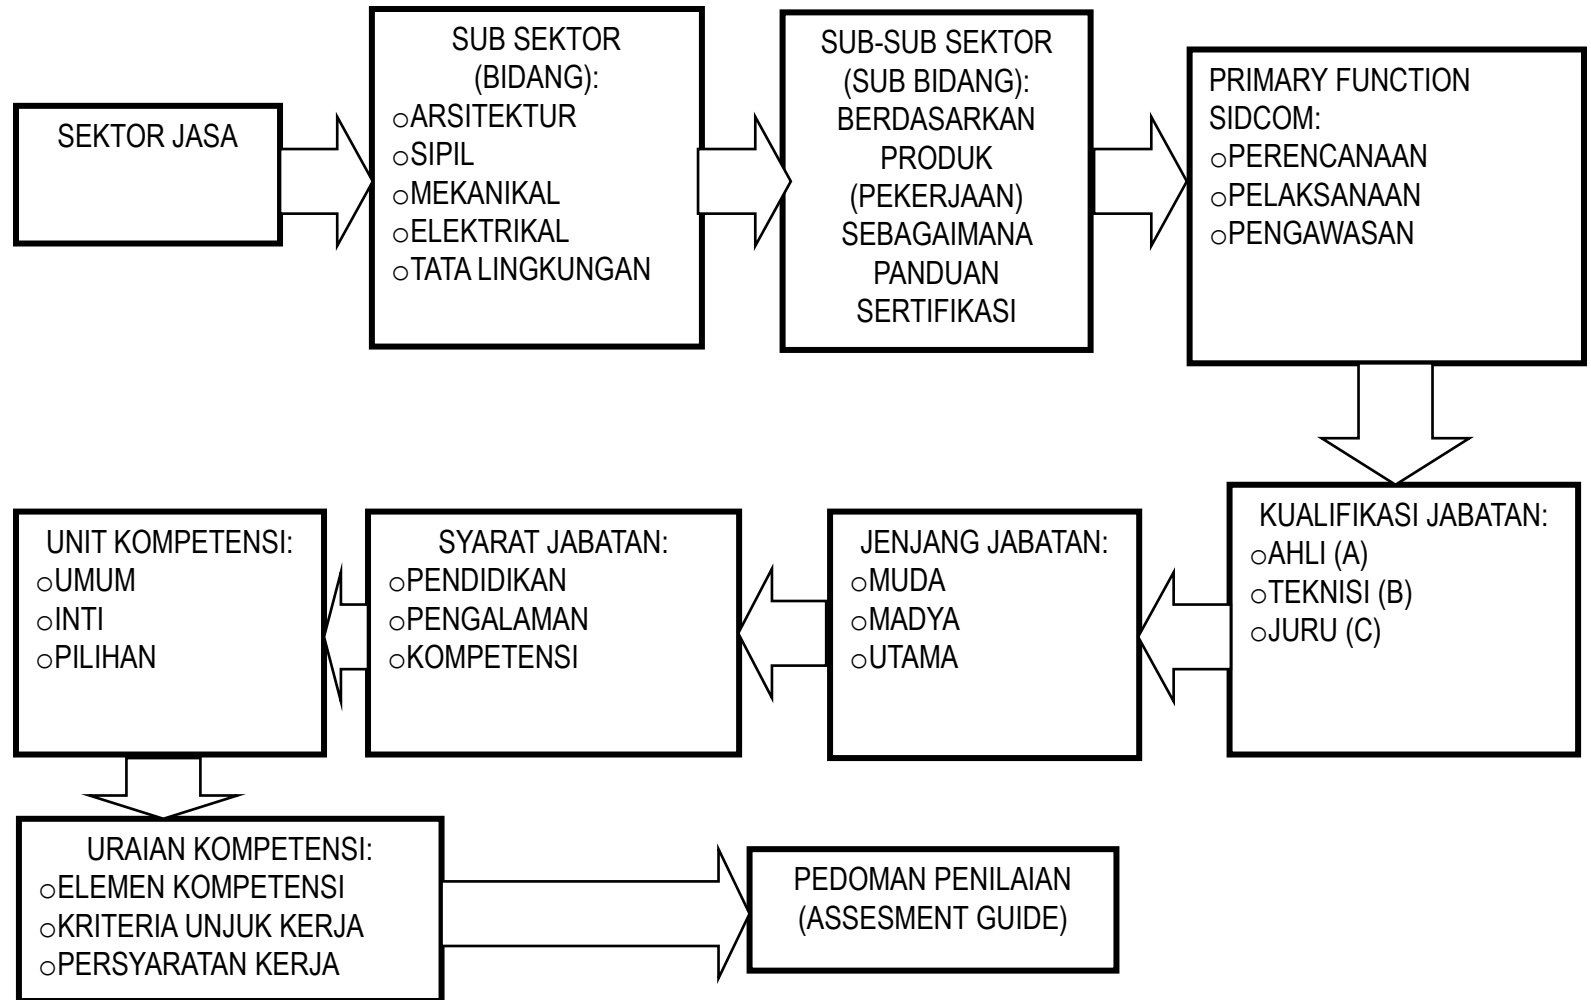 SEKTOR JASA
SUB SEKTOR
(BIDANG):
○ARSITEKTUR
○SIPIL
○MEKANIKAL
○ELEKTRIKAL
○TATA LINGKUNGAN
SUB-SUB SEKTOR
(SUB BIDANG):
BERDASARKAN
PRODUK
(PEKERJAAN)
SEBAGAIMANA
PANDUAN
SERTIFIKASI
PRIMARY FUNCTION
SIDCOM:
○PERENCANAAN
○PELAKSANAAN
○PENGAWASAN
KUALIFIKASI JABATAN:
○AHLI (A)
○TEKNISI (B)
○JURU (C)
JENJANG JABATAN:
○MUDA
○MADYA
○UTAMA
SYARAT JABATAN:
○PENDIDIKAN
○PENGALAMAN
○KOMPETENSI
UNIT KOMPETENSI:
○UMUM
○INTI
○PILIHAN
URAIAN KOMPETENSI:
○ELEMEN KOMPETENSI
○KRITERIA UNJUK KERJA
○PERSYARATAN KERJA
PEDOMAN PENILAIAN
(ASSESMENT GUIDE)